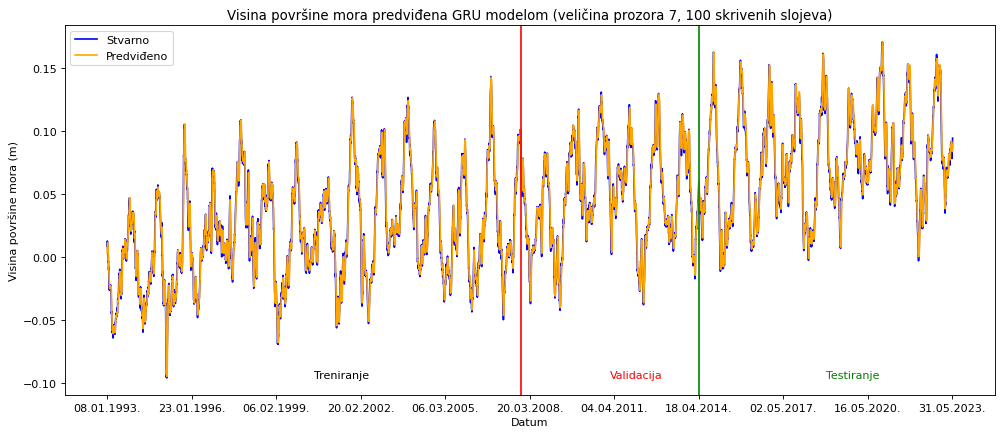 Visina površine mora predviđena GRU modelom (veličina prozora 7, 100 skrivenih slojeva)
Stvarno
Predviđeno
Visina površine mora (m)
0.15
0.10
0.05
0.00
−0.05
−0.10
Treniranje
Validacija
Testiranje
08.01.1993.
23.01.1996.
06.02.1999.
20.02.2002.
06.03.2005.
20.03.2008.
04.04.2011.
18.04.2014.
02.05.2017.
16.05.2020.
31.05.2023.
Datum